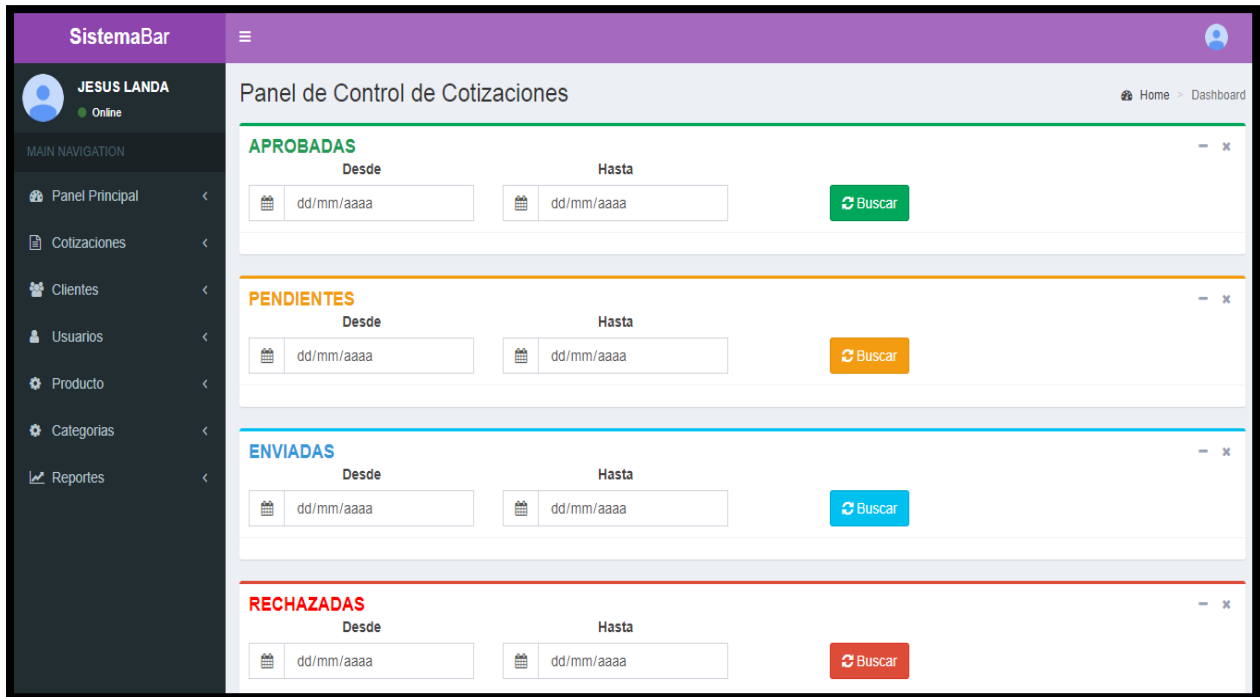 SistemaBar
JESUS LANDA
Online
MAIN NAVIGATION
Panel Principal
Cotizaciones
Clientes
Usuarios
Producto
Categorias
Reportes
Panel de Control de Cotizaciones
Home > Dashboard
APROBADAS
Desde Hasta
dd/mm/aaaa dd/mm/aaaa Buscar
PENDIENTES
Desde Hasta
dd/mm/aaaa dd/mm/aaaa Buscar
ENVIADAS
Desde Hasta
dd/mm/aaaa dd/mm/aaaa Buscar
RECHAZADAS
Desde Hasta
dd/mm/aaaa dd/mm/aaaa Buscar